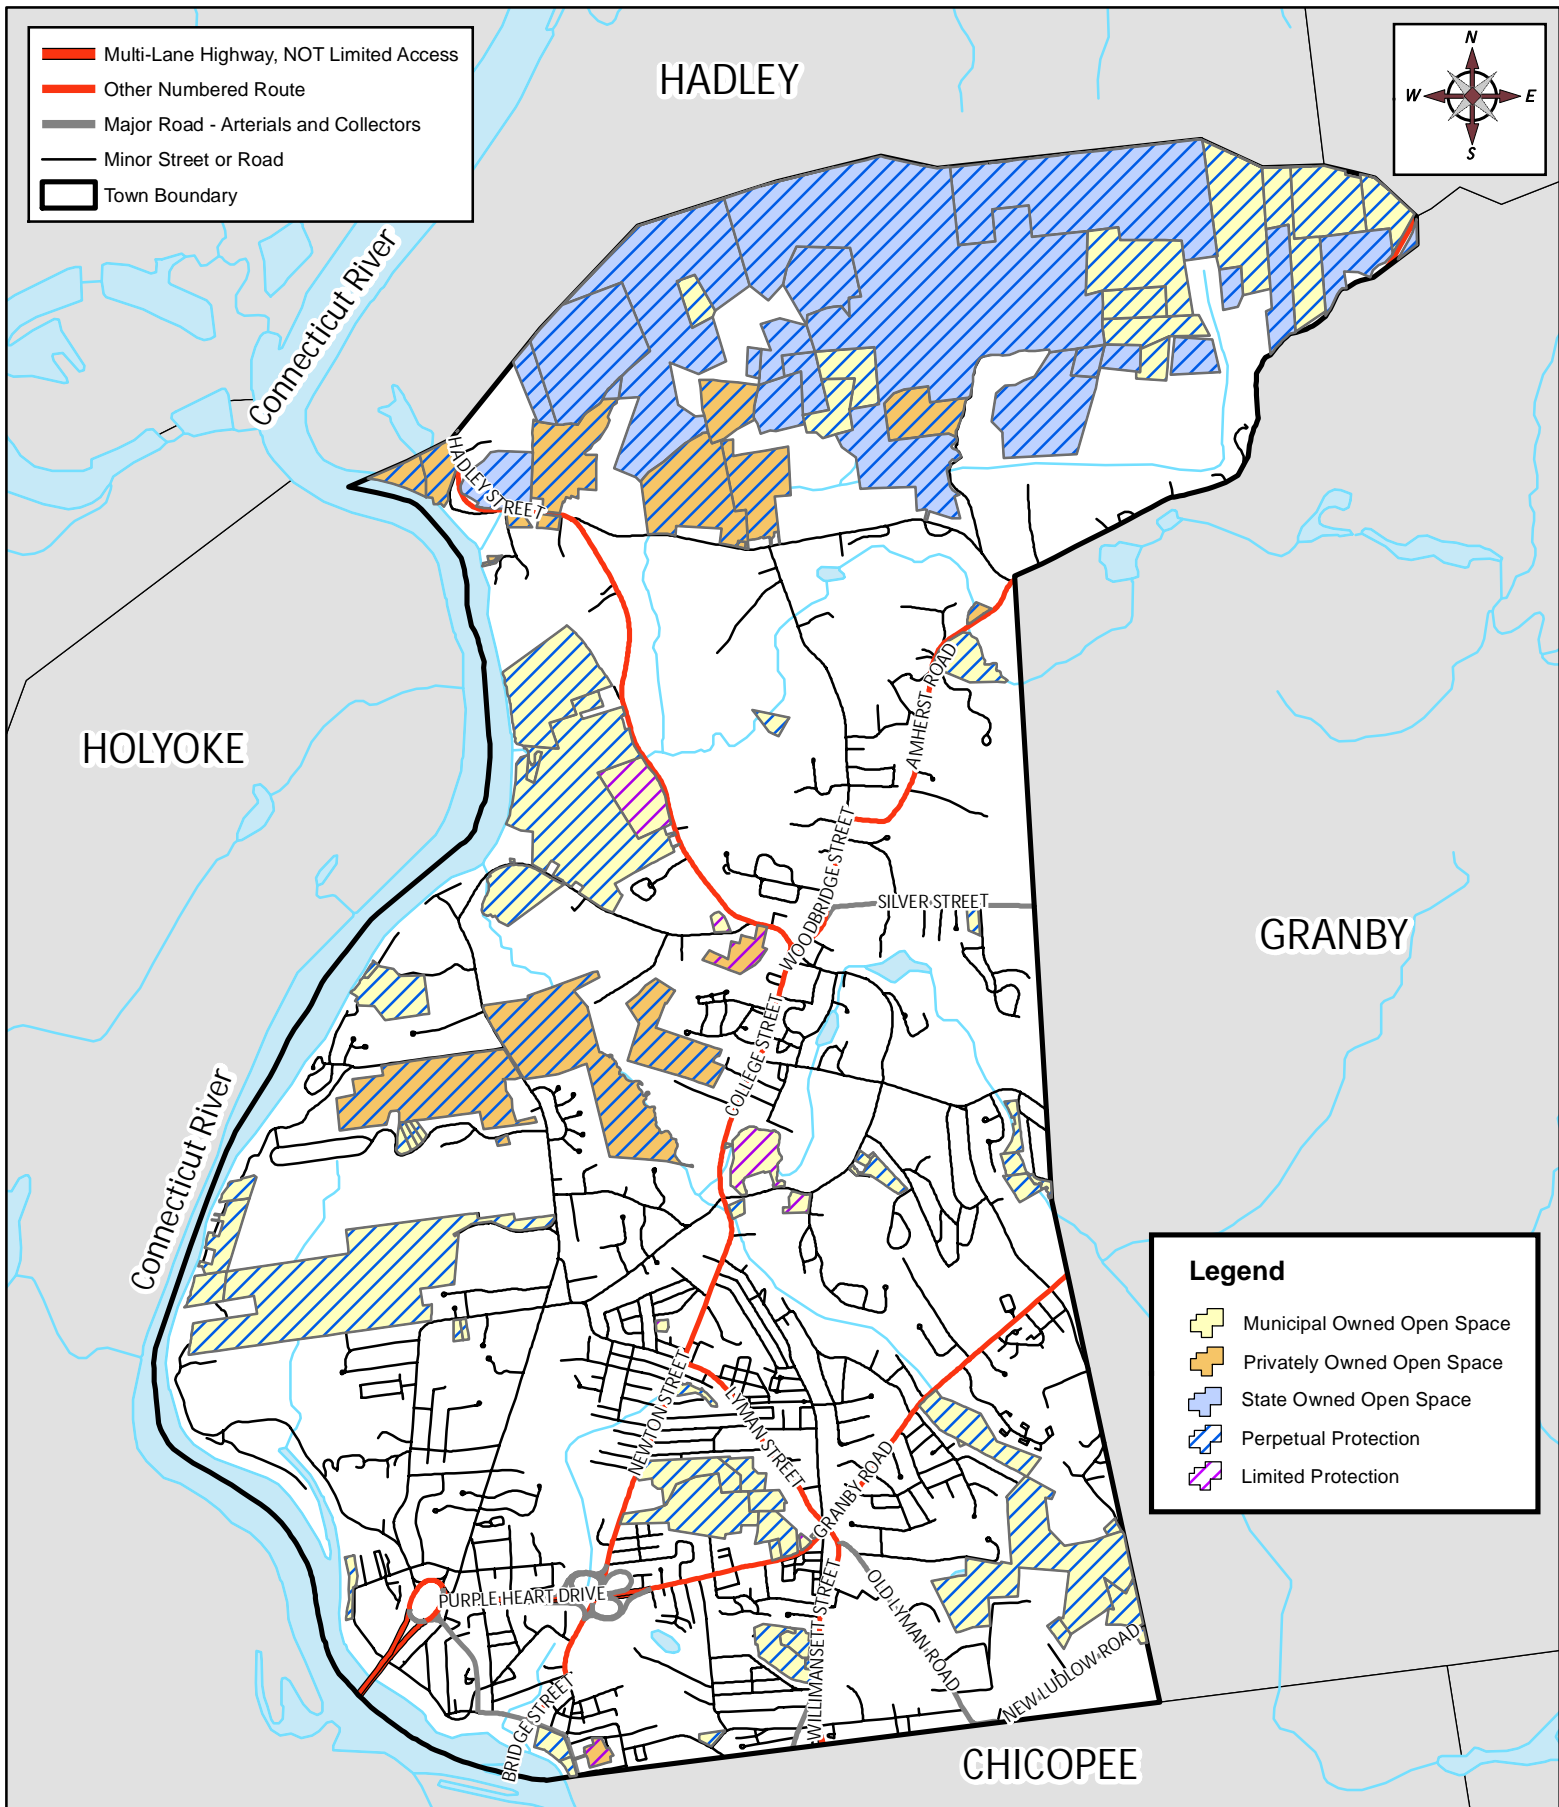 Multi-Lane Highway, NOT Limited Access
Other Numbered Route
Major Road - Arterials and Collectors
Minor Street or Road
Town Boundary
HADLEY
N
W
E
S
Connecticut River
HADLEY STREET
HOLYOKE
AMHERST ROAD
WOODBRIDGE STREET
SILVER STREET
GRANBY
COLLEGE STREET
Connecticut River
Legend
Municipal Owned Open Space
Privately Owned Open Space
State Owned Open Space
Perpetual Protection
Limited Protection
NEWTON STREET
LYMAN STREET
GRANBY ROAD
PURPLE HEART DRIVE
WILLIMANSETT STREET
OLD LYMAN ROAD
NEW LUDLOW ROAD
BRIDGE STREET
CHICOPEE